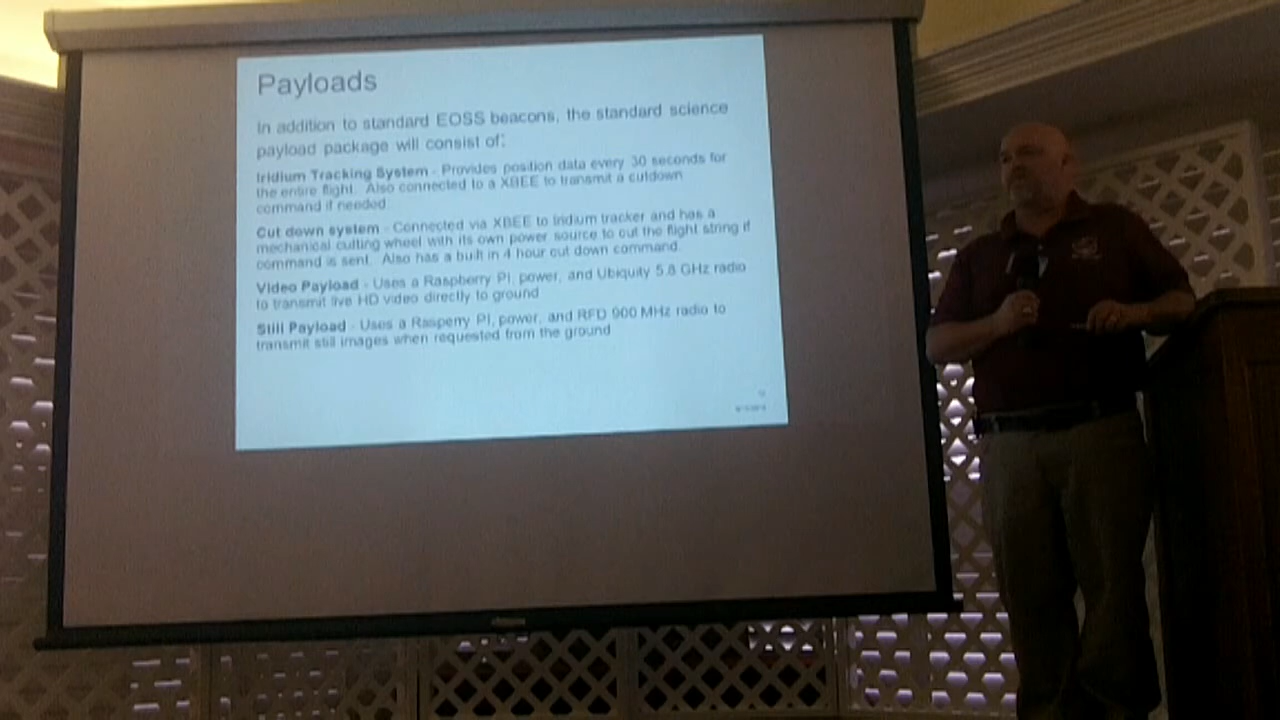 Payloads
In addition to standard EOSS beacons, the standard science
payload package will consist of:
Iridium Tracking System - Provides position data every 30 seconds for
the entire flight. Also connected to a XBEE to transmit a cutdown
command if needed
Cut down system - Connected via XBEE to Iridium tracker and has a
mechanical cutting wheel with its own power source to cut the flight string if
command is sent. Also has a built in 4 hour cut down command.
Video Payload - Uses a Raspberry PI, power, and Ubiquity 5.8 GHz radio
to transmit live HD video directly to ground
Still Payload - Uses a Rasperry PI, power, and RFD 900 MHz radio to
transmit still images when requested from the ground